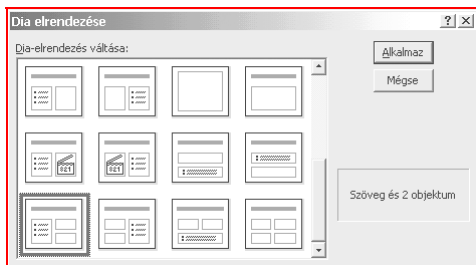 Dia elrendezése
Dia-elrendezés váltása:
Alkalmaz
Mégse
Szöveg és 2 objektum